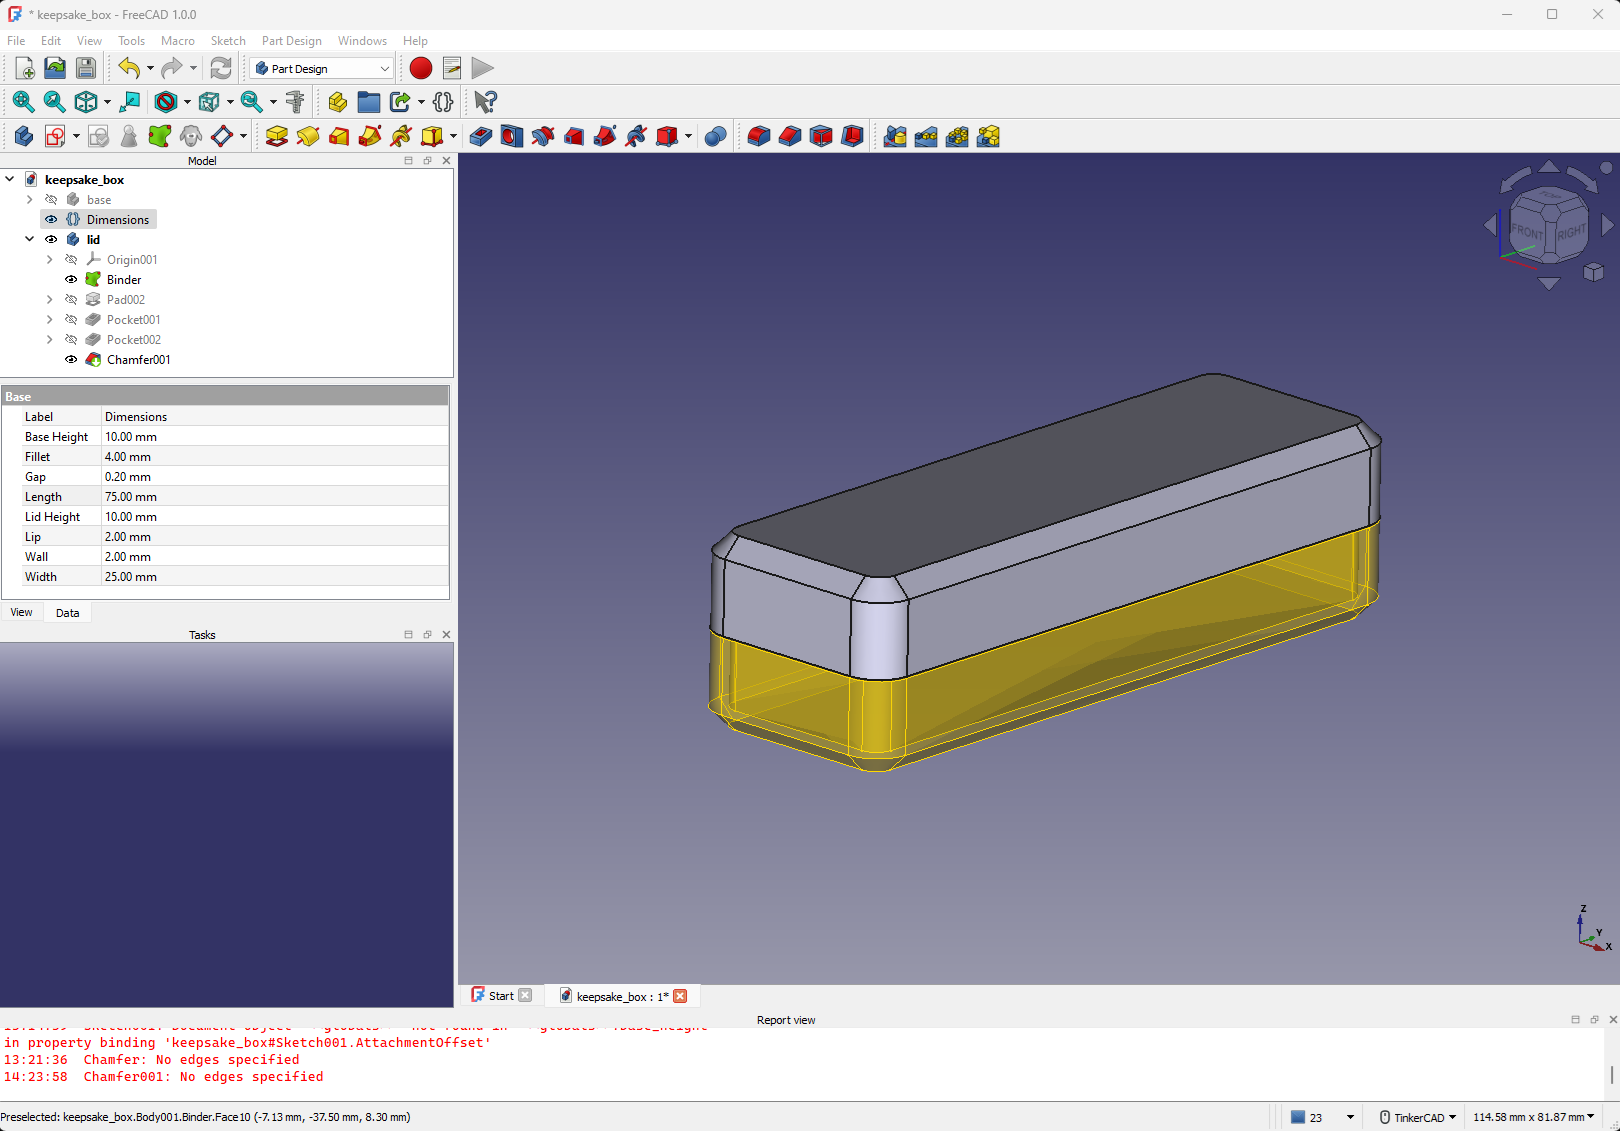 * keepsake_box - FreeCAD 1.0.0
File Edit View Tools Macro Sketch Part Design Windows Help
Part Design
Model
keepsake_box
base
Dimensions
lid
Origin001
Binder
Pad002
Pocket001
Pocket002
Chamfer001
Base
Label Dimensions
Base Height 10.00 mm
Fillet 4.00 mm
Gap 0.20 mm
Length 75.00 mm
Lid Height 10.00 mm
Lip 2.00 mm
Wall 2.00 mm
Width 25.00 mm
View Data
Tasks
TOP
FRONT RIGHT
Z
Y
X
Start keepsake_box : 1*
Report view
in property binding 'keepsake_box#Sketch001.AttachmentOffset'
13:21:36 Chamfer: No edges specified
14:23:58 Chamfer001: No edges specified
Preselected: keepsake_box.Body001.Binder.Face10 (-7.13 mm, -37.50 mm, 8.30 mm)
23 TinkerCAD 114.58 mm x 81.87 mm